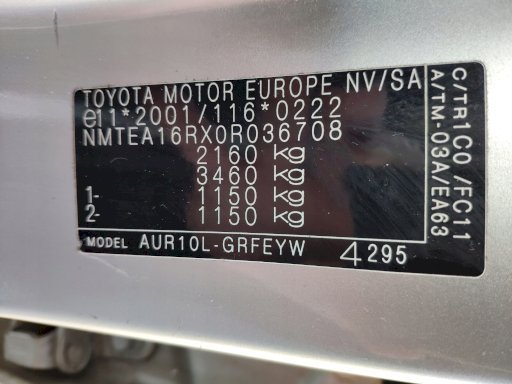 TOYOTA MOTOR EUROPE NV/SA
e11*2001/116*0222
NMTEA16RX0R036708
2160 kg
3460 kg
1- 1150 kg
2- 1150 kg
MODEL AUR10L-GRFEYW 4295
C/TR1C0 /FC11
A/TM-03A/EA63